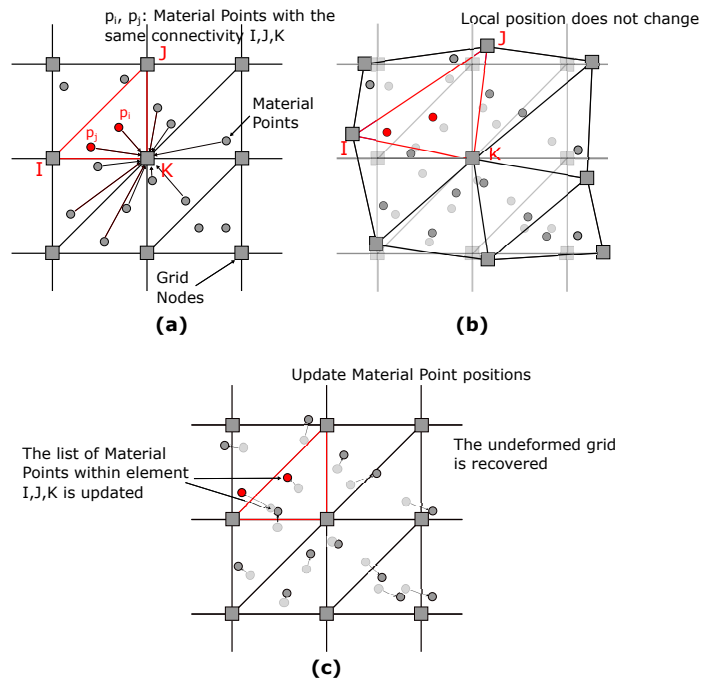 pᵢ, pⱼ: Material Points with the
same connectivity I,J,K
J
pᵢ
pⱼ
Material
Points
I
K
Grid
Nodes
(a)
Local position does not change
J
I
K
(b)
Update Material Point positions
The list of Material
Points within element
I,J,K is updated
The undeformed grid
is recovered
(c)